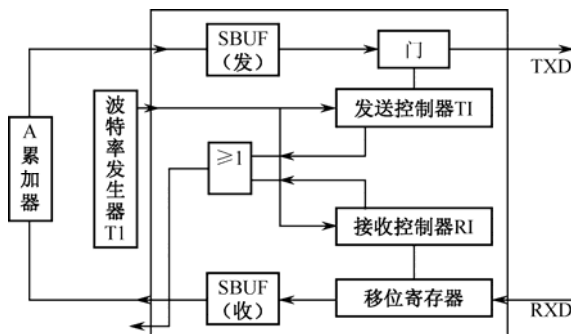 SBUF
（发）
门
TXD
A
累
加
器
波
特
率
发
生
器
T1
发送控制器TI
≥1
接收控制器RI
SBUF
（收）
移位寄存器
RXD